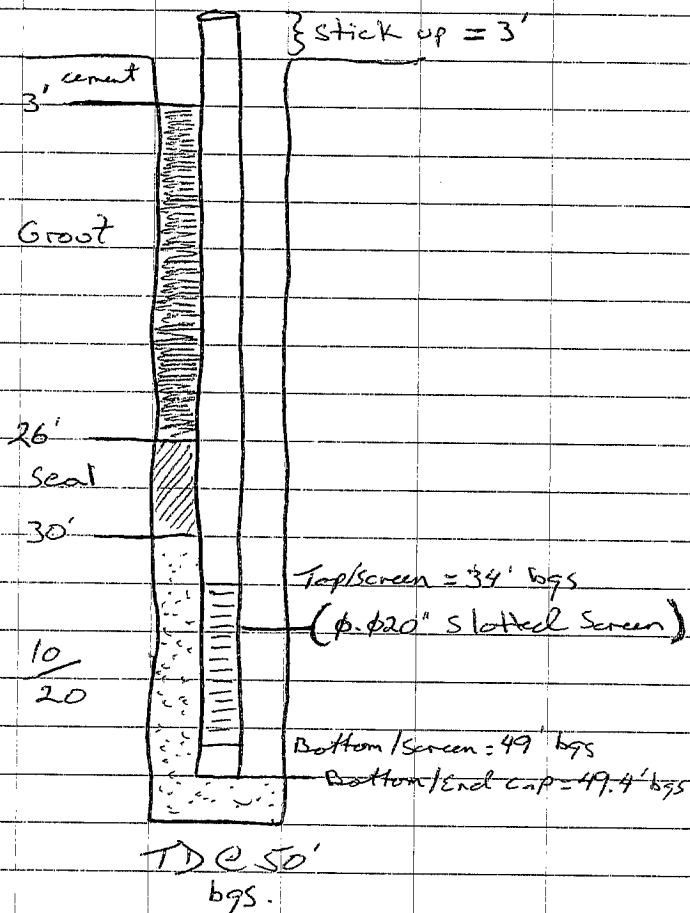 } stick up = 3'
cement
3'
Grout
26'
seal
30'
Top/Screen = 34' bgs
(0.020" Slotted Screen)
10/20
Bottom/Screen = 49' bgs
Bottom/End cap = 49.4' bgs
TD @ 50'
bgs.